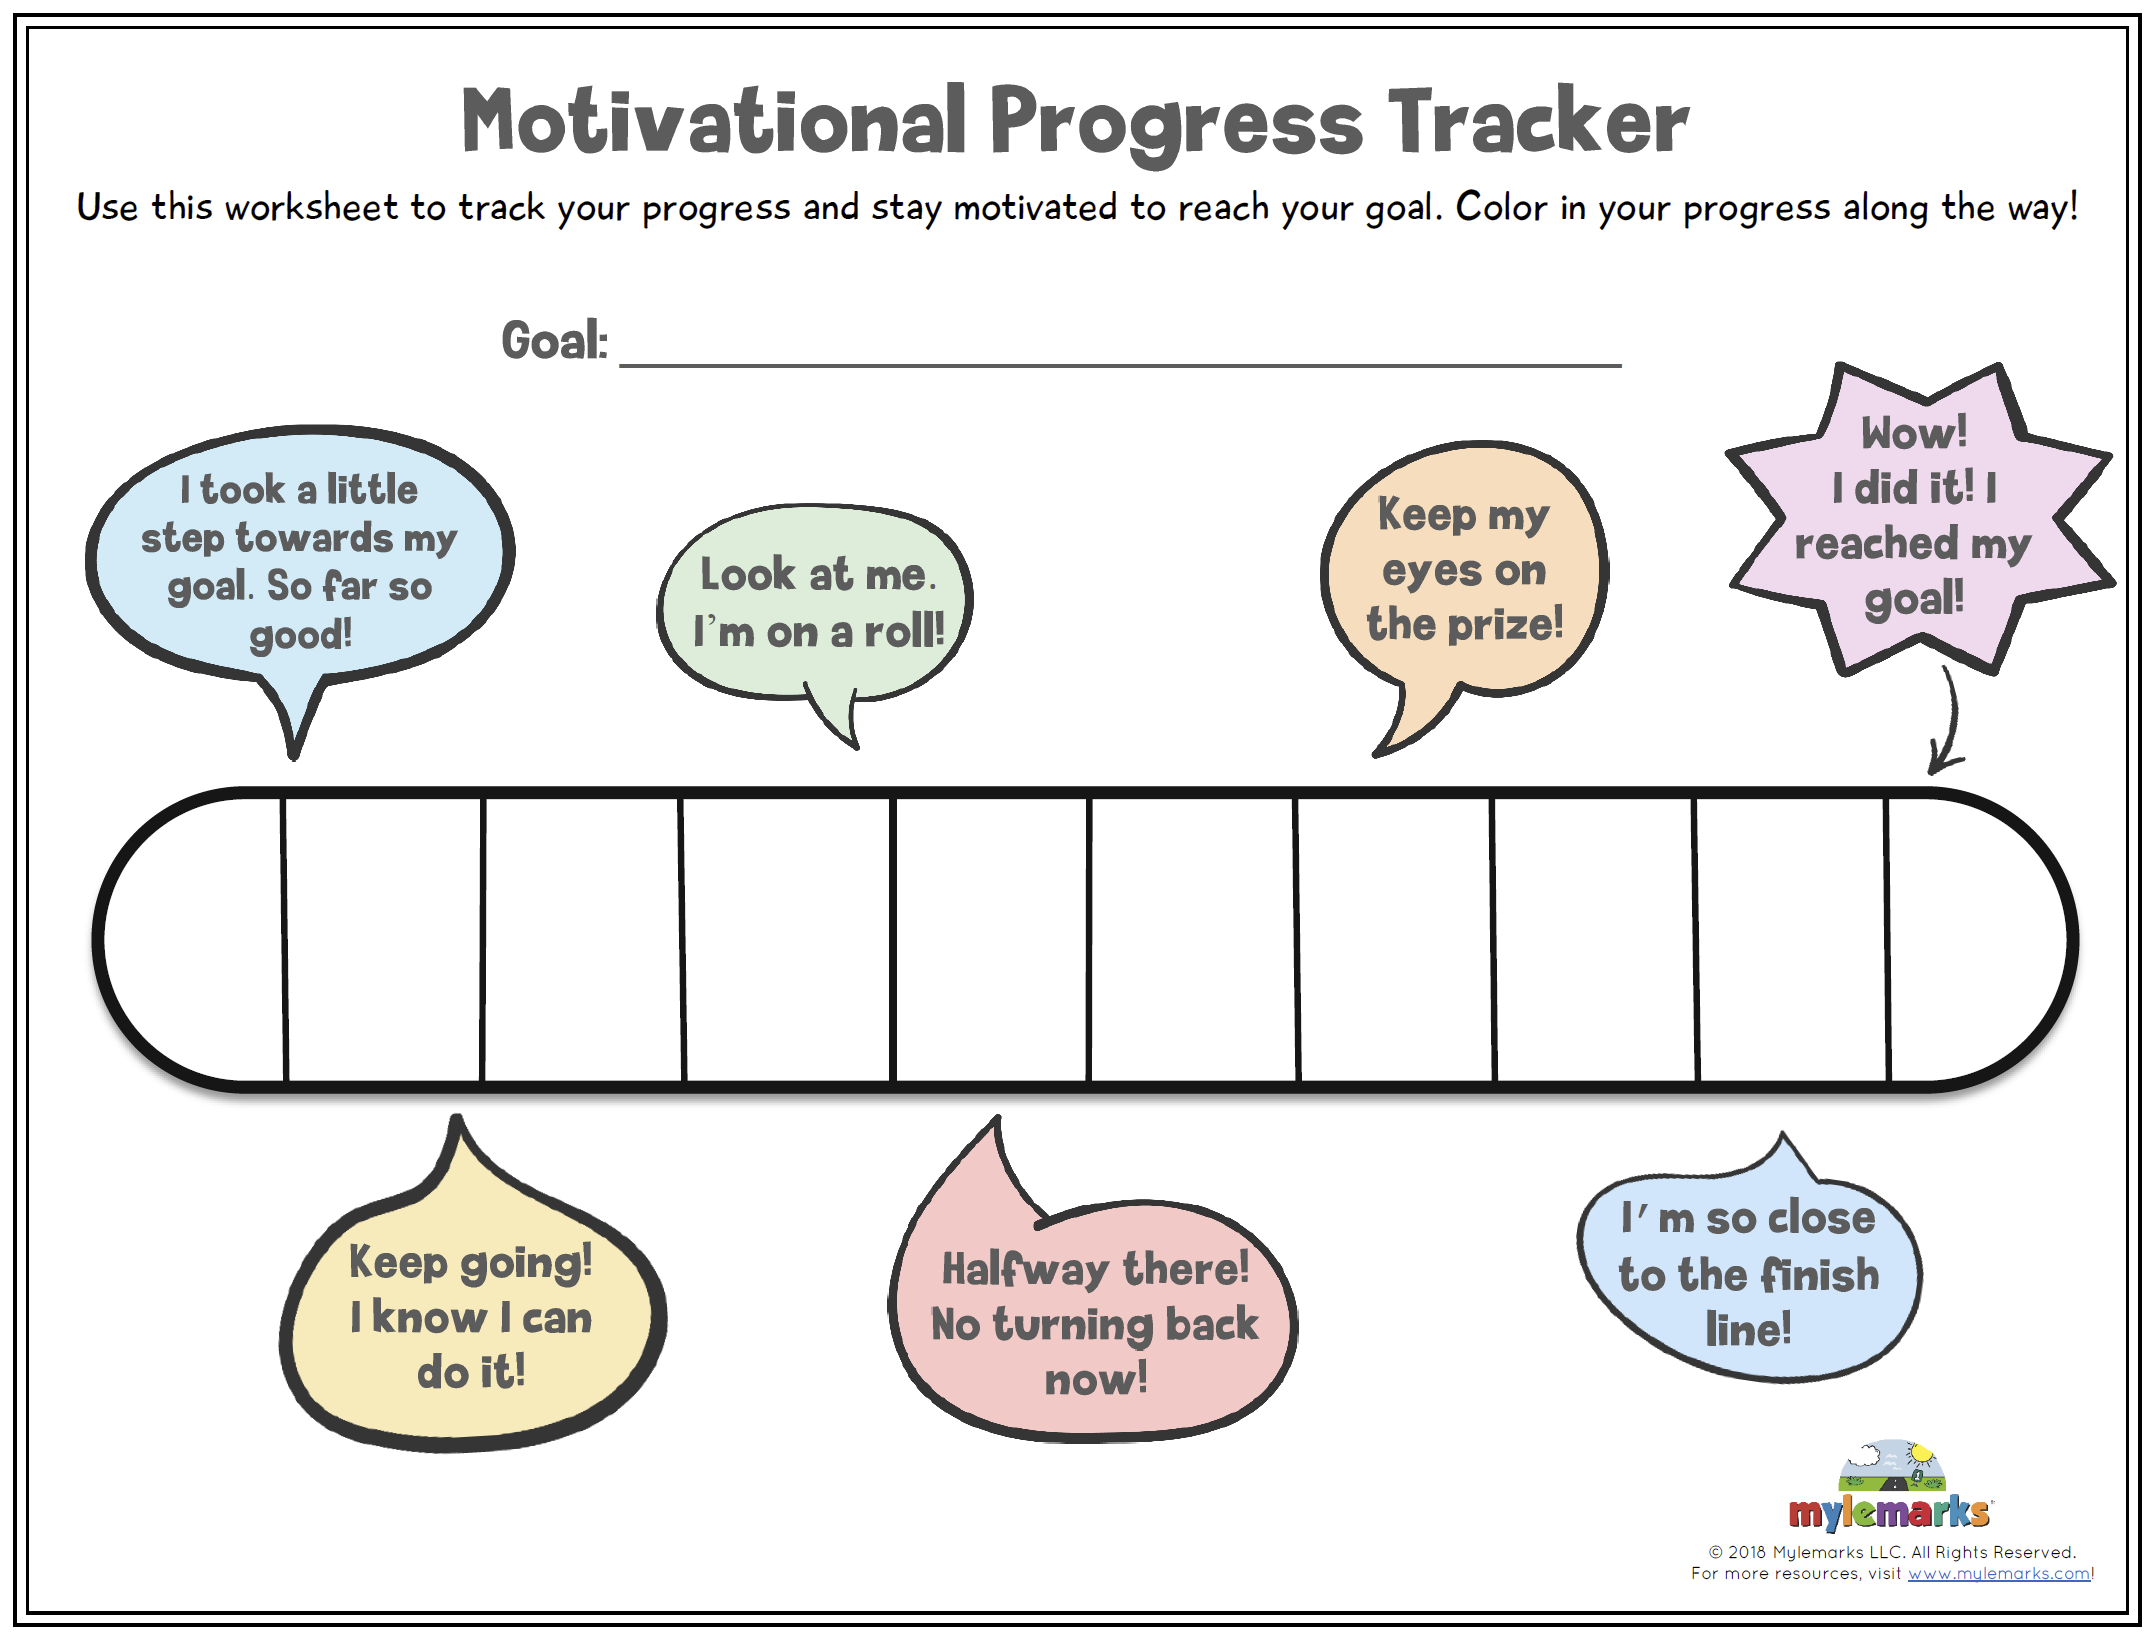 Motivational Progress Tracker
Use this worksheet to track your progress and stay motivated to reach your goal. Color in your progress along the way!
Goal:
I took a little
step towards my
goal. So far so
good!
Look at me.
I'm on a roll!
Keep my
eyes on
the prize!
Wow!
I did it! I
reached my
goal!
Keep going!
I know I can
do it!
Halfway there!
No turning back
now!
I'm so close
to the finish
line!
mylemarks
© 2018 Mylemarks LLC. All Rights Reserved.
For more resources, visit www.mylemarks.com!